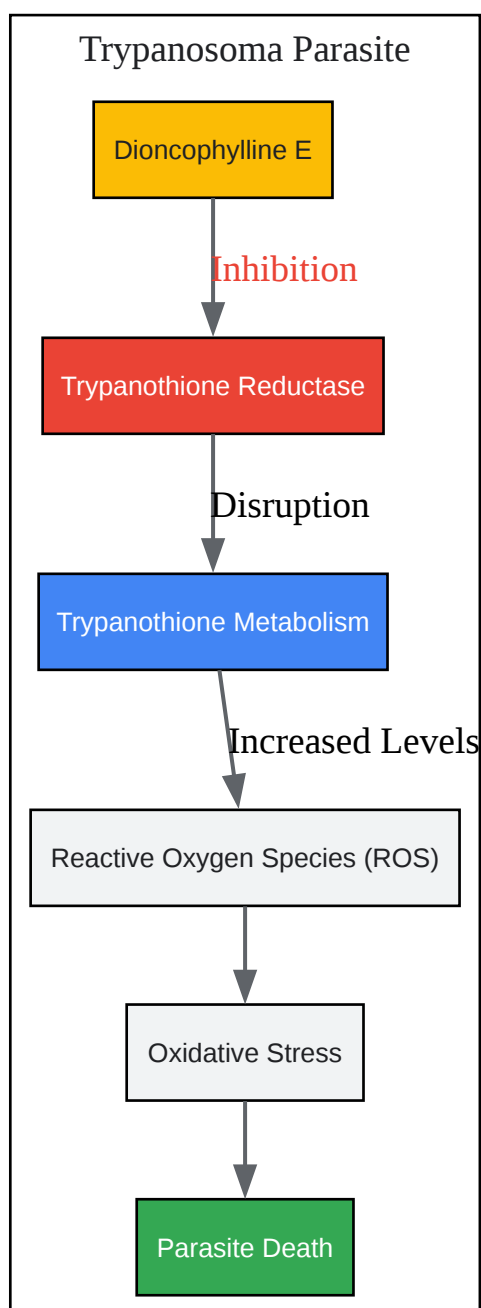 Trypanosoma Parasite
Dioncophylline E
Inhibition
Trypanothione Reductase
Disruption
Trypanothione Metabolism
Increased Levels
Reactive Oxygen Species (ROS)
Oxidative Stress
Parasite Death